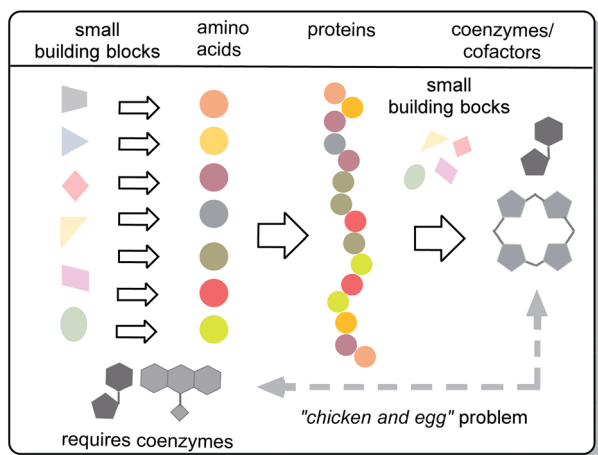 small
building blocks
amino
acids
proteins
coenzymes/
cofactors
small
building bocks
"chicken and egg" problem
requires coenzymes